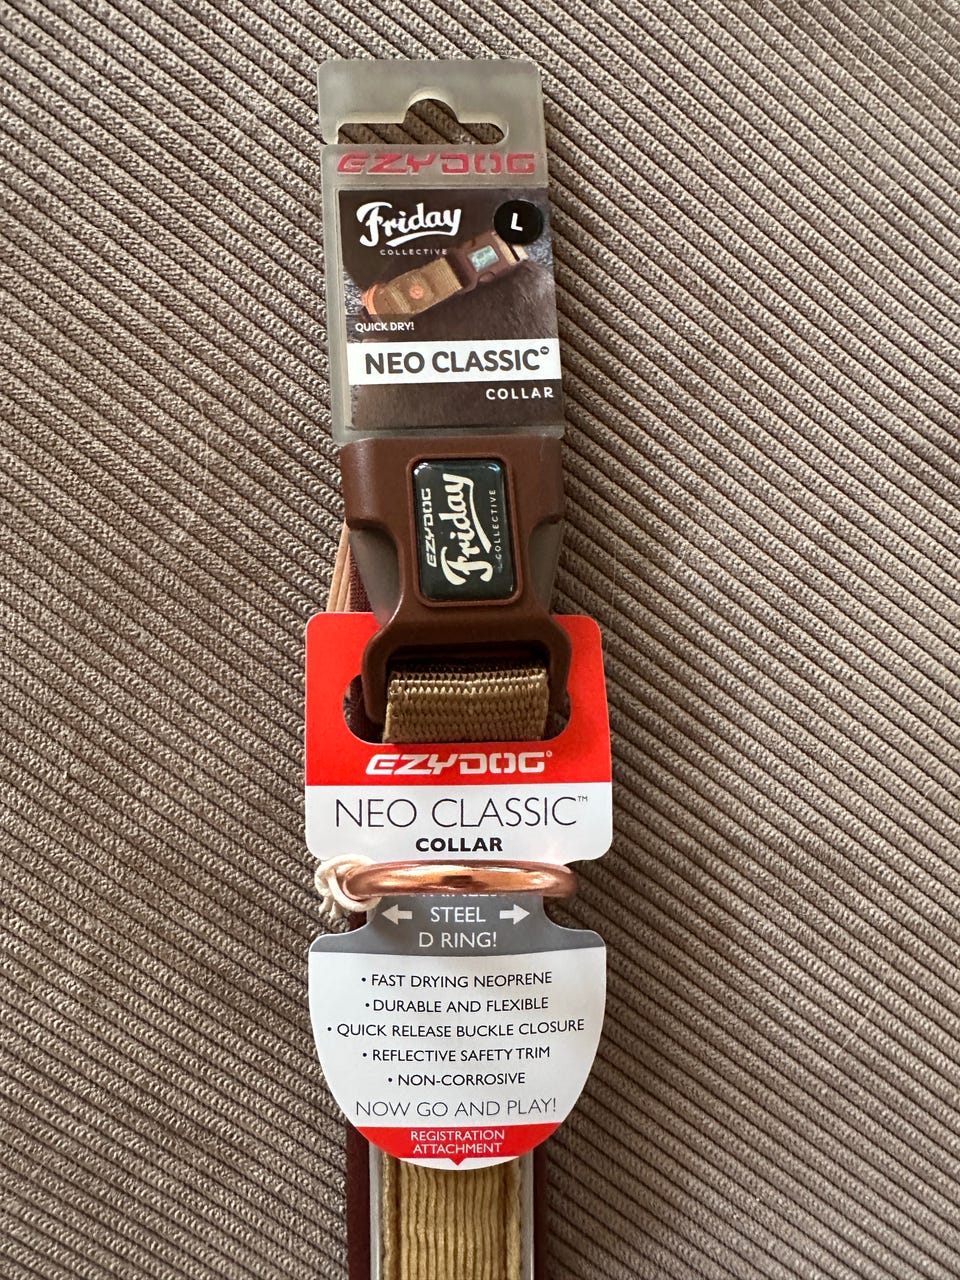 EZYDOG
Friday
COLLECTIVE
L
QUICK DRY!
NEO CLASSIC™
COLLAR
EZYDOG
Friday
COLLECTIVE
EZYDOG®
NEO CLASSIC™
COLLAR
STEEL
D RING!
• FAST DRYING NEOPRENE
• DURABLE AND FLEXIBLE
• QUICK RELEASE BUCKLE CLOSURE
• REFLECTIVE SAFETY TRIM
• NON-CORROSIVE
NOW GO AND PLAY!
REGISTRATION
ATTACHMENT